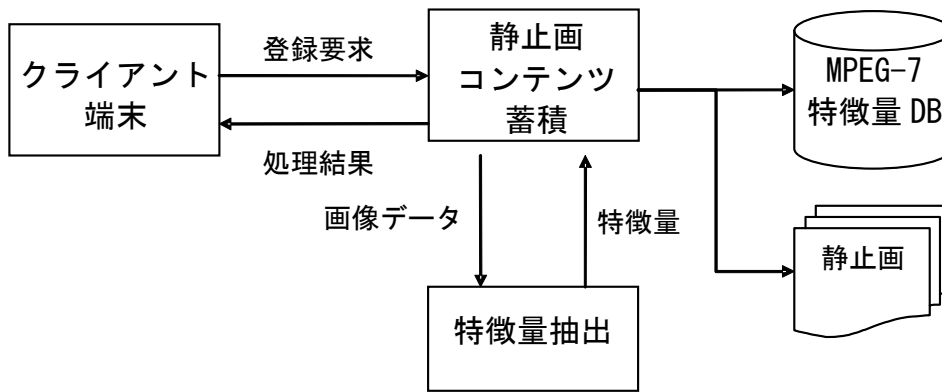 クライアント
端末
登録要求
処理結果
静止画
コンテンツ
蓄積
画像データ
特徴量
特徴量抽出
MPEG-7
特徴量 DB
静止画